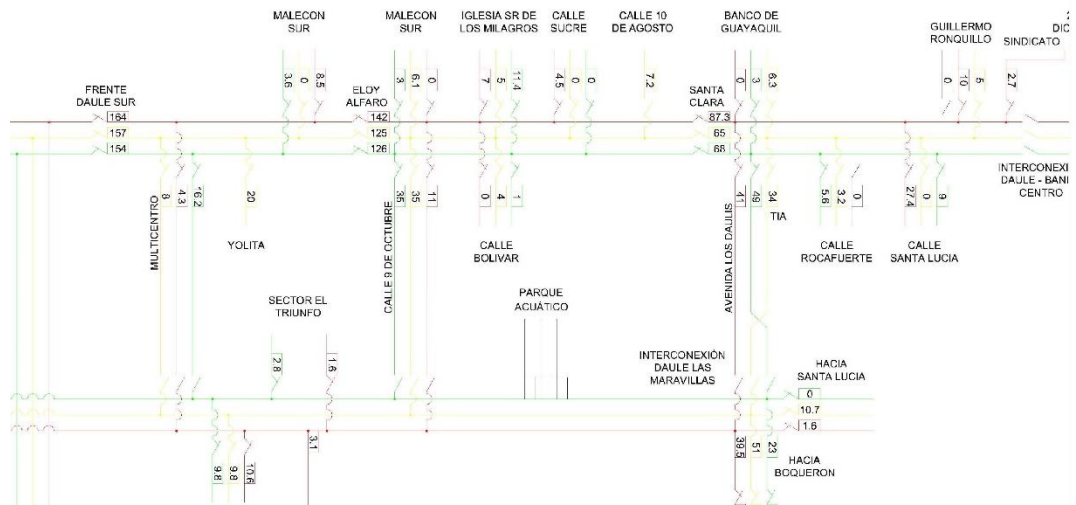 MALECON
SUR
MALECON
SUR
IGLESIA SR DE
LOS MILAGROS
CALLE
SUCRE
CALLE 10
DE AGOSTO
BANCO DE
GUAYAQUIL
GUILLERMO
RONQUILLO
SINDICATO
DIC
3.6
0
8.5
3
6.1
0
7
5
11.4
4.5
0
0
7.2
0
3
6.3
0
10
5
2.7
FRENTE
DAULE SUR
164
157
154
ELOY
ALFARO
142
125
126
SANTA
CLARA
87.3
65
68
INTERCONEXI
DAULE - BANI
CENTRO
MULTICENTRO
8
4.3
16.2
20
YOLITA
CALLE 9 DE OCTUBRE
35
35
11
0
4
1
CALLE
BOLIVAR
AVENIDA LOS DAULIS
41
49
34
TIA
5.6
3.2
0
CALLE
ROCAFUERTE
27.4
0
9
CALLE
SANTA LUCIA
SECTOR EL
TRIUNFO
2.8
1.6
PARQUE
ACUÁTICO
INTERCONEXIÓN
DAULE LAS
MARAVILLAS
HACIA
SANTA LUCIA
0
10.7
1.6
9.8
9.8
10.6
3.1
39.5
51
23
HACIA
BOQUERON